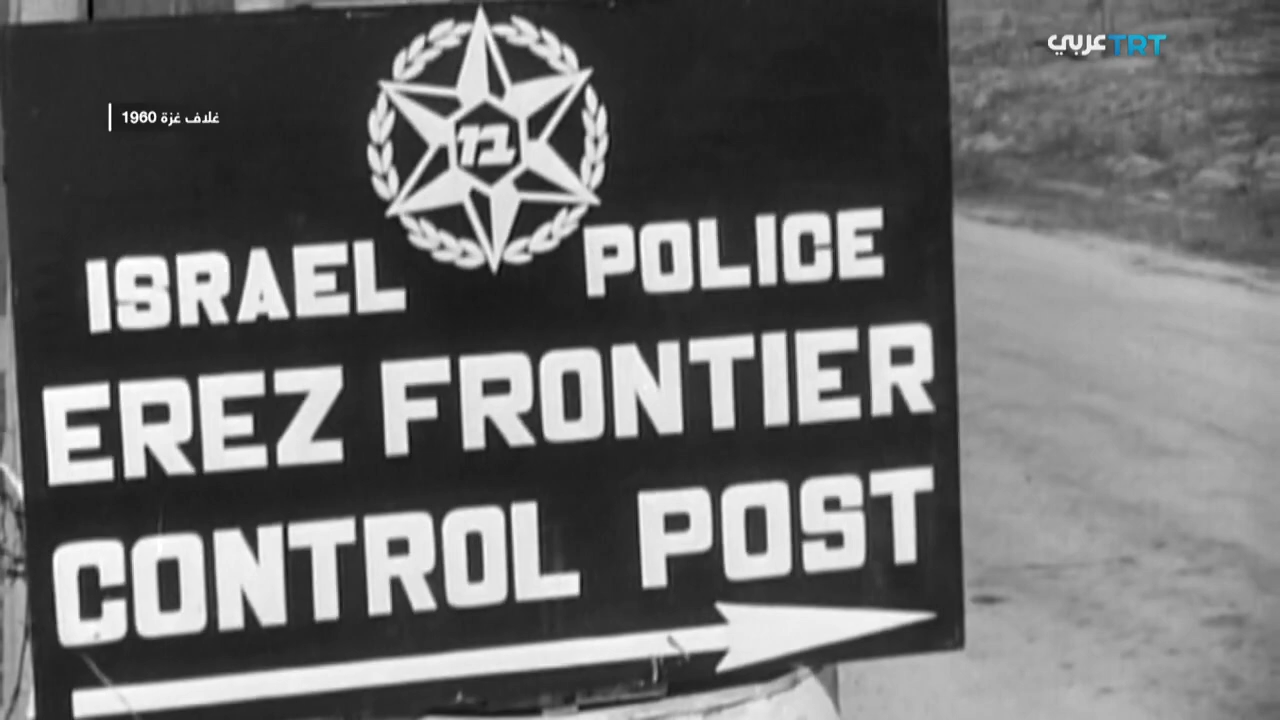 TRT عربي
غلاف غزة 1960
ISRAEL POLICE
EREZ FRONTIER
CONTROL POST